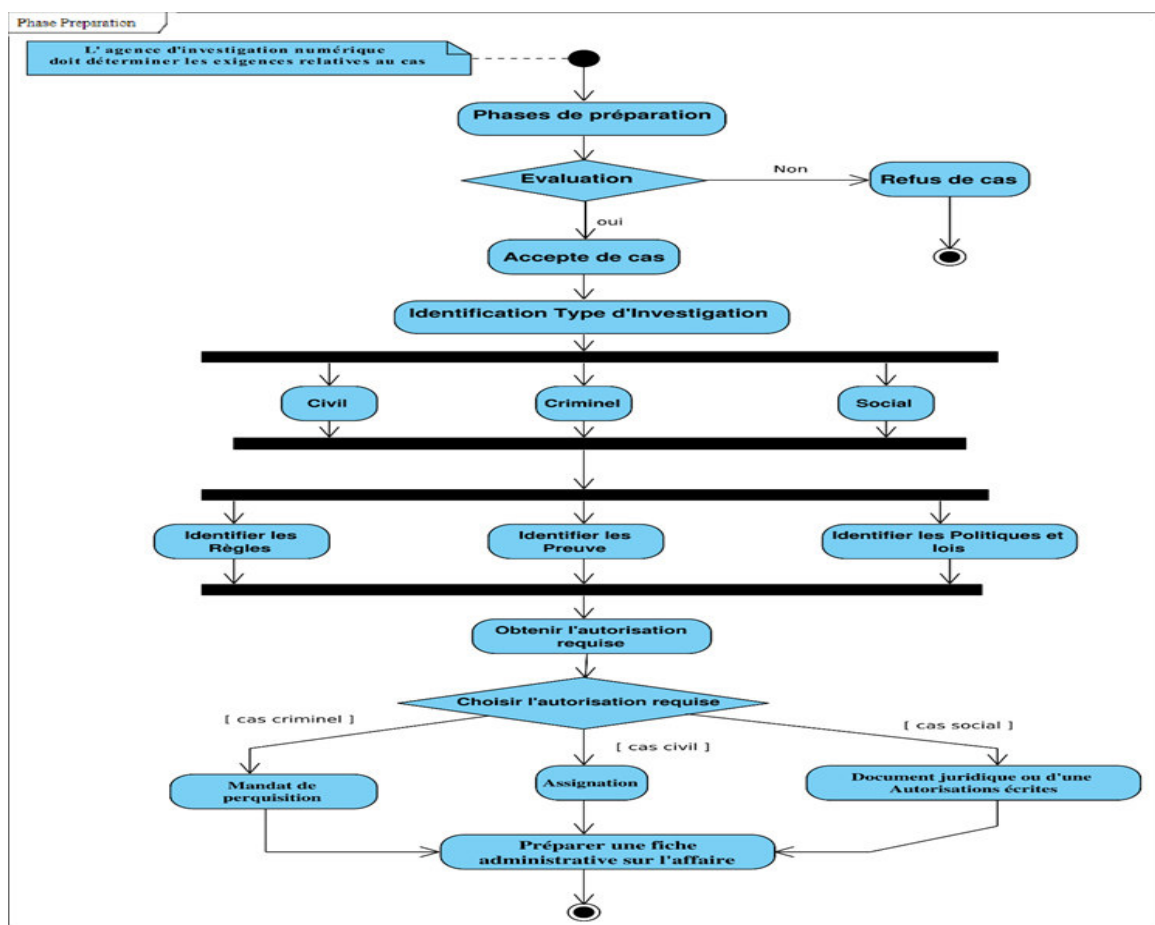 Phase Preparation
L' agence d'investigation numérique
doit déterminer les exigences relatives au cas
Phases de préparation
Evaluation
Non
Refus de cas
oui
Accepte de cas
Identification Type d'Investigation
Civil
Criminel
Social
Identifier les
Règles
Identifier les
Preuve
Identifier les Politiques et
lois
Obtenir l'autorisation
requise
Choisir l'autorisation requise
[ cas criminel ]
[ cas civil ]
[ cas social ]
Mandat de
perquisition
Assignation
Document juridique ou d'une
Autorisations écrites
Préparer une fiche
administrative sur l'affaire